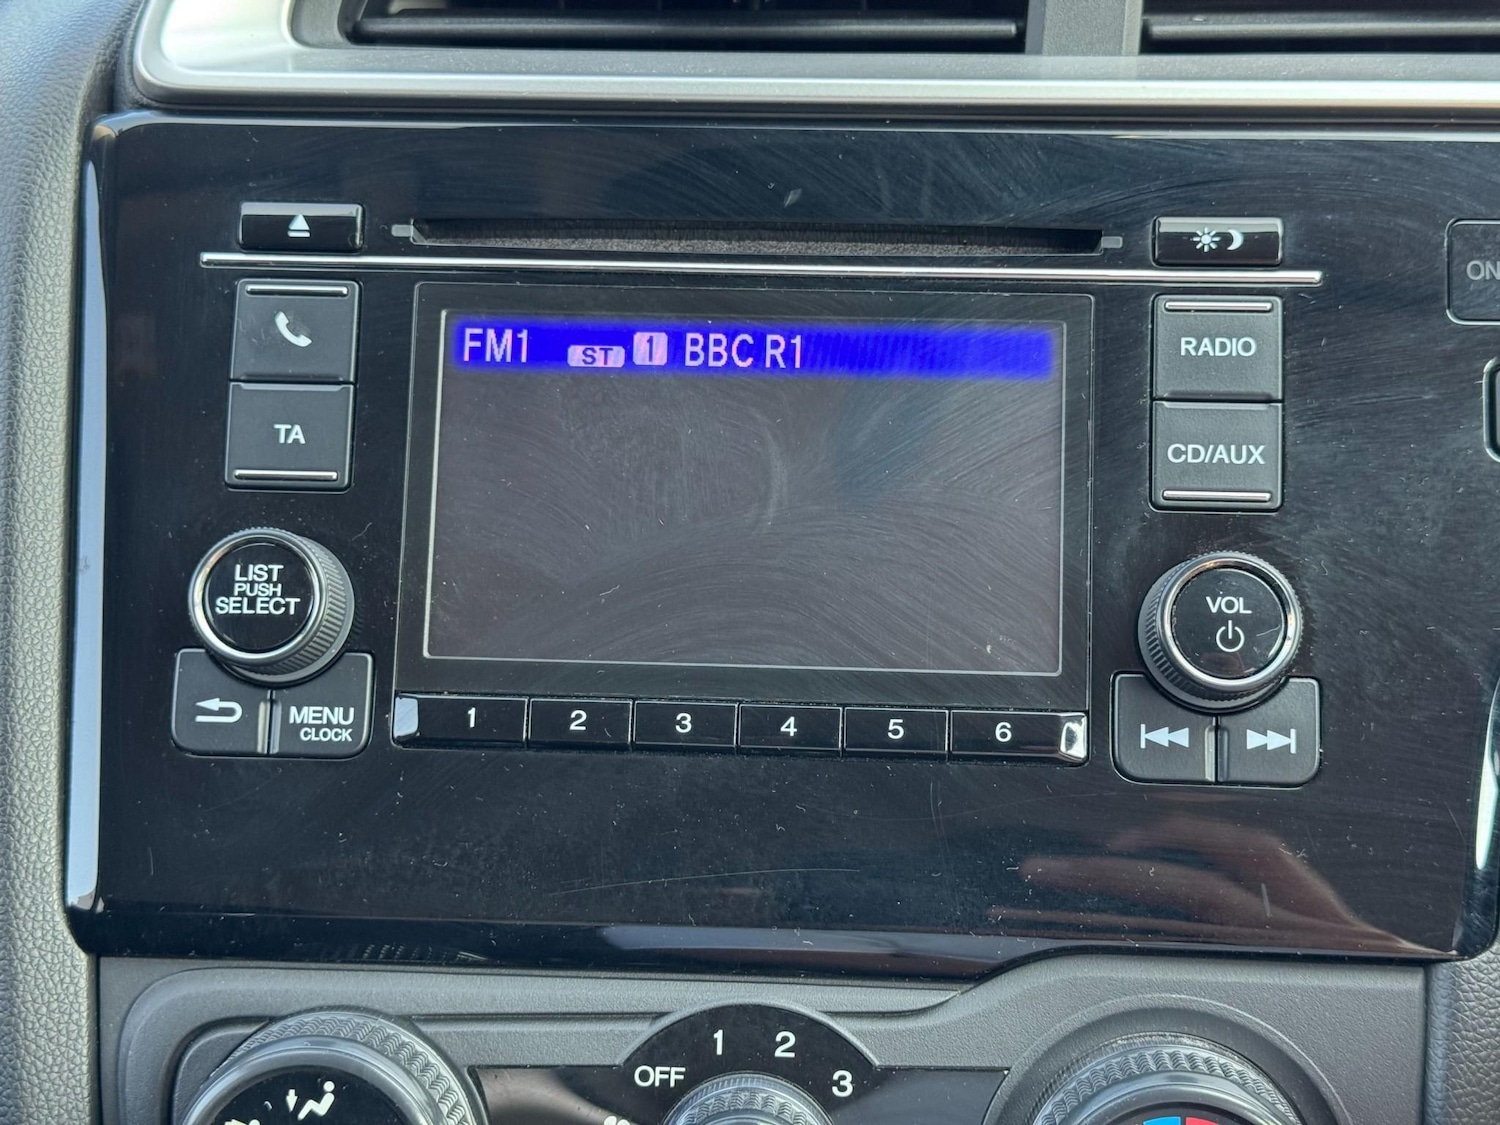 ON
FM1 ST 1 BBC R1
RADIO
TA
CD/AUX
LIST
PUSH
SELECT
VOL
MENU
CLOCK
1 2 3 4 5 6
OFF 1 2 3